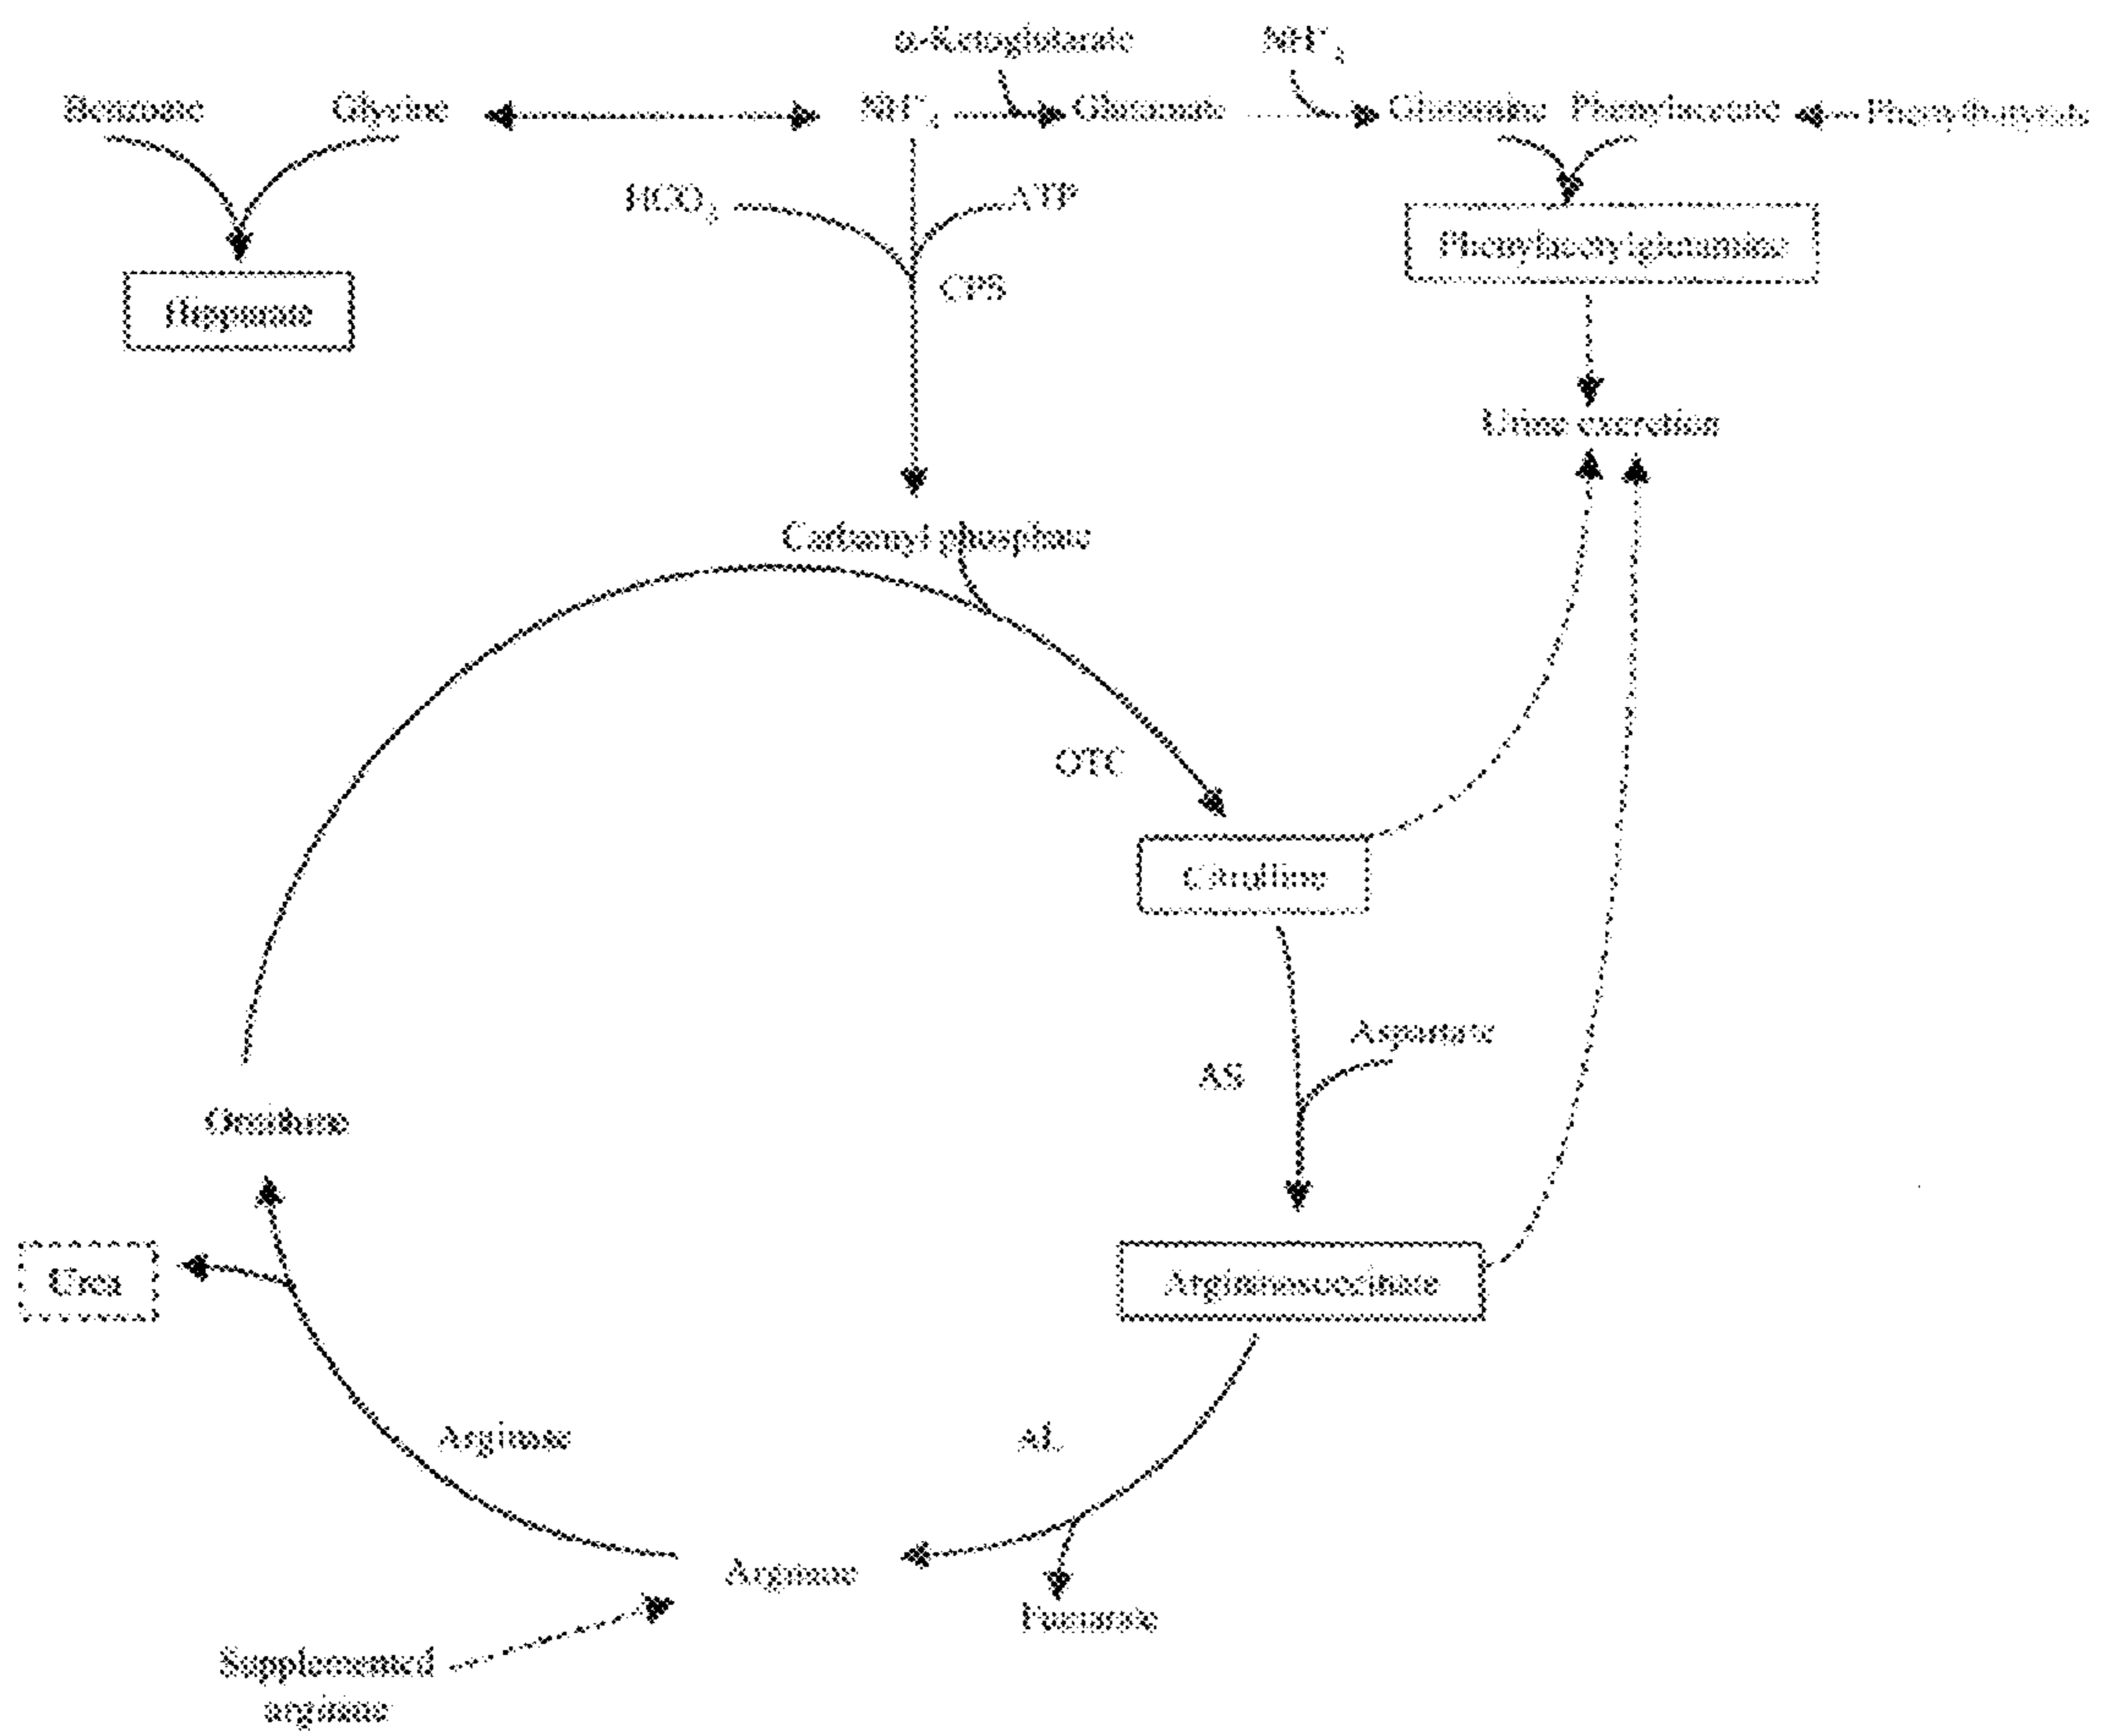 α-Ketoglutarate
NH⁺₄
Benzoate
Glycine
NH⁺₄
Glutamate
Glutamine
Phenylacetate
Phenylbutyrate
HCO₃
ATP
CPS
Phenylacetylglutamine
Hippurate
Urine excretion
Carbamyl phosphate
OTC
Citrulline
Aspartate
AS
Ornithine
Urea
Argininosuccinate
Arginase
AL
Arginine
Fumarate
Supplemented
arginine